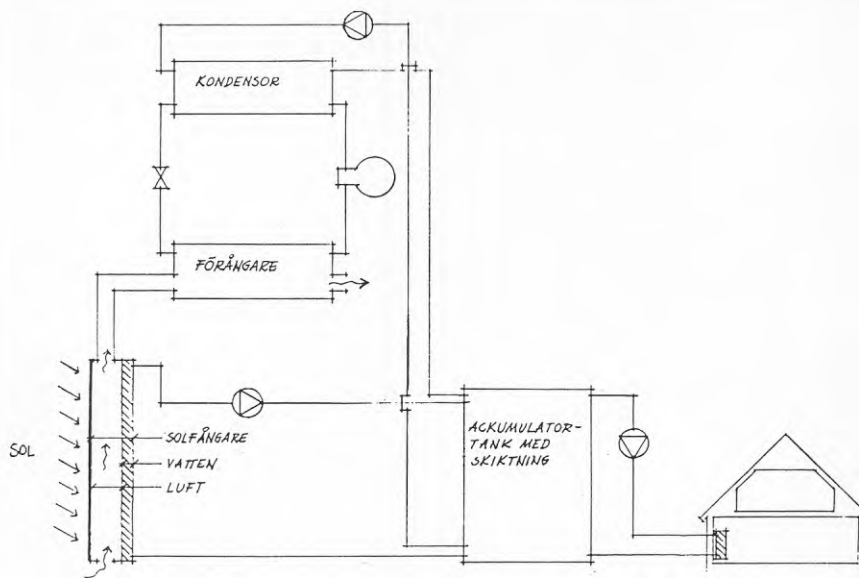 KONDENSOR
FÖRÅNGARE
SOL
SOLFÅNGARE
VATTEN
LUFT
ACKUMULATOR-
TANK MED
SKIKTNING